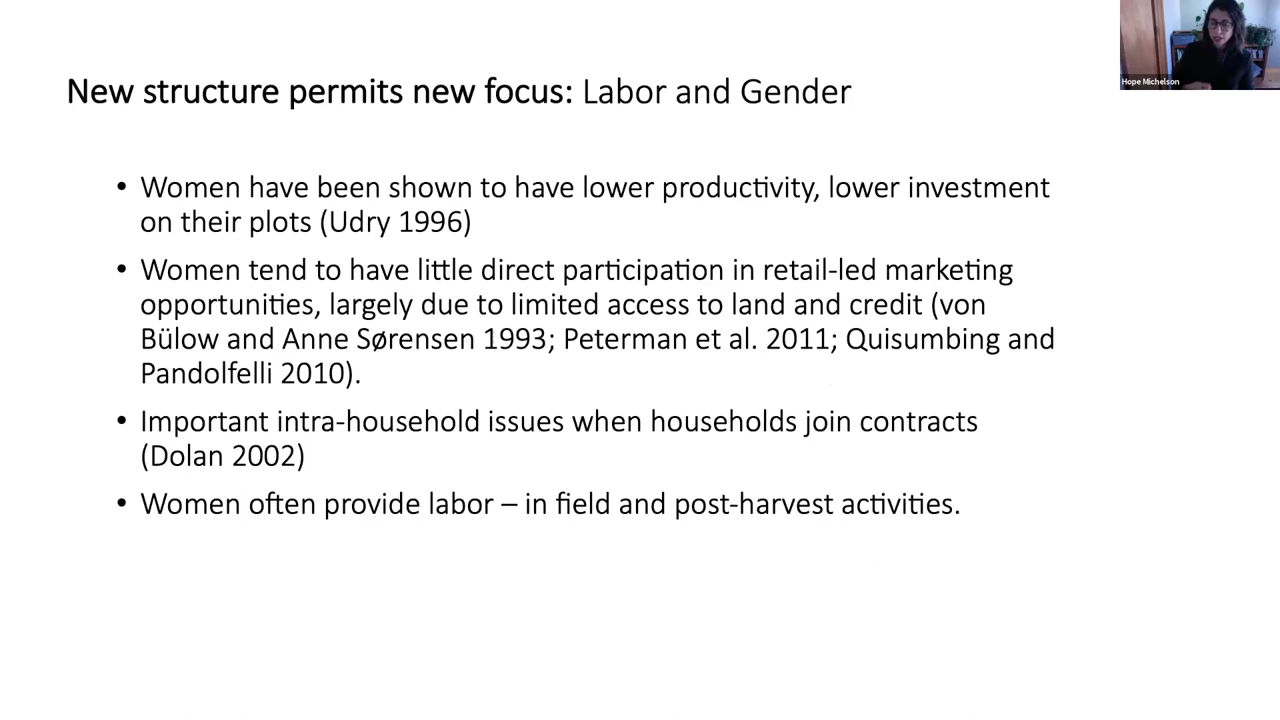 Hope Michelson
New structure permits new focus: Labor and Gender
• Women have been shown to have lower productivity, lower investment
on their plots (Udry 1996)
• Women tend to have little direct participation in retail-led marketing
opportunities, largely due to limited access to land and credit (von
Bülow and Anne Sørensen 1993; Peterman et al. 2011; Quisumbing and
Pandolfelli 2010).
• Important intra-household issues when households join contracts
(Dolan 2002)
• Women often provide labor – in field and post-harvest activities.